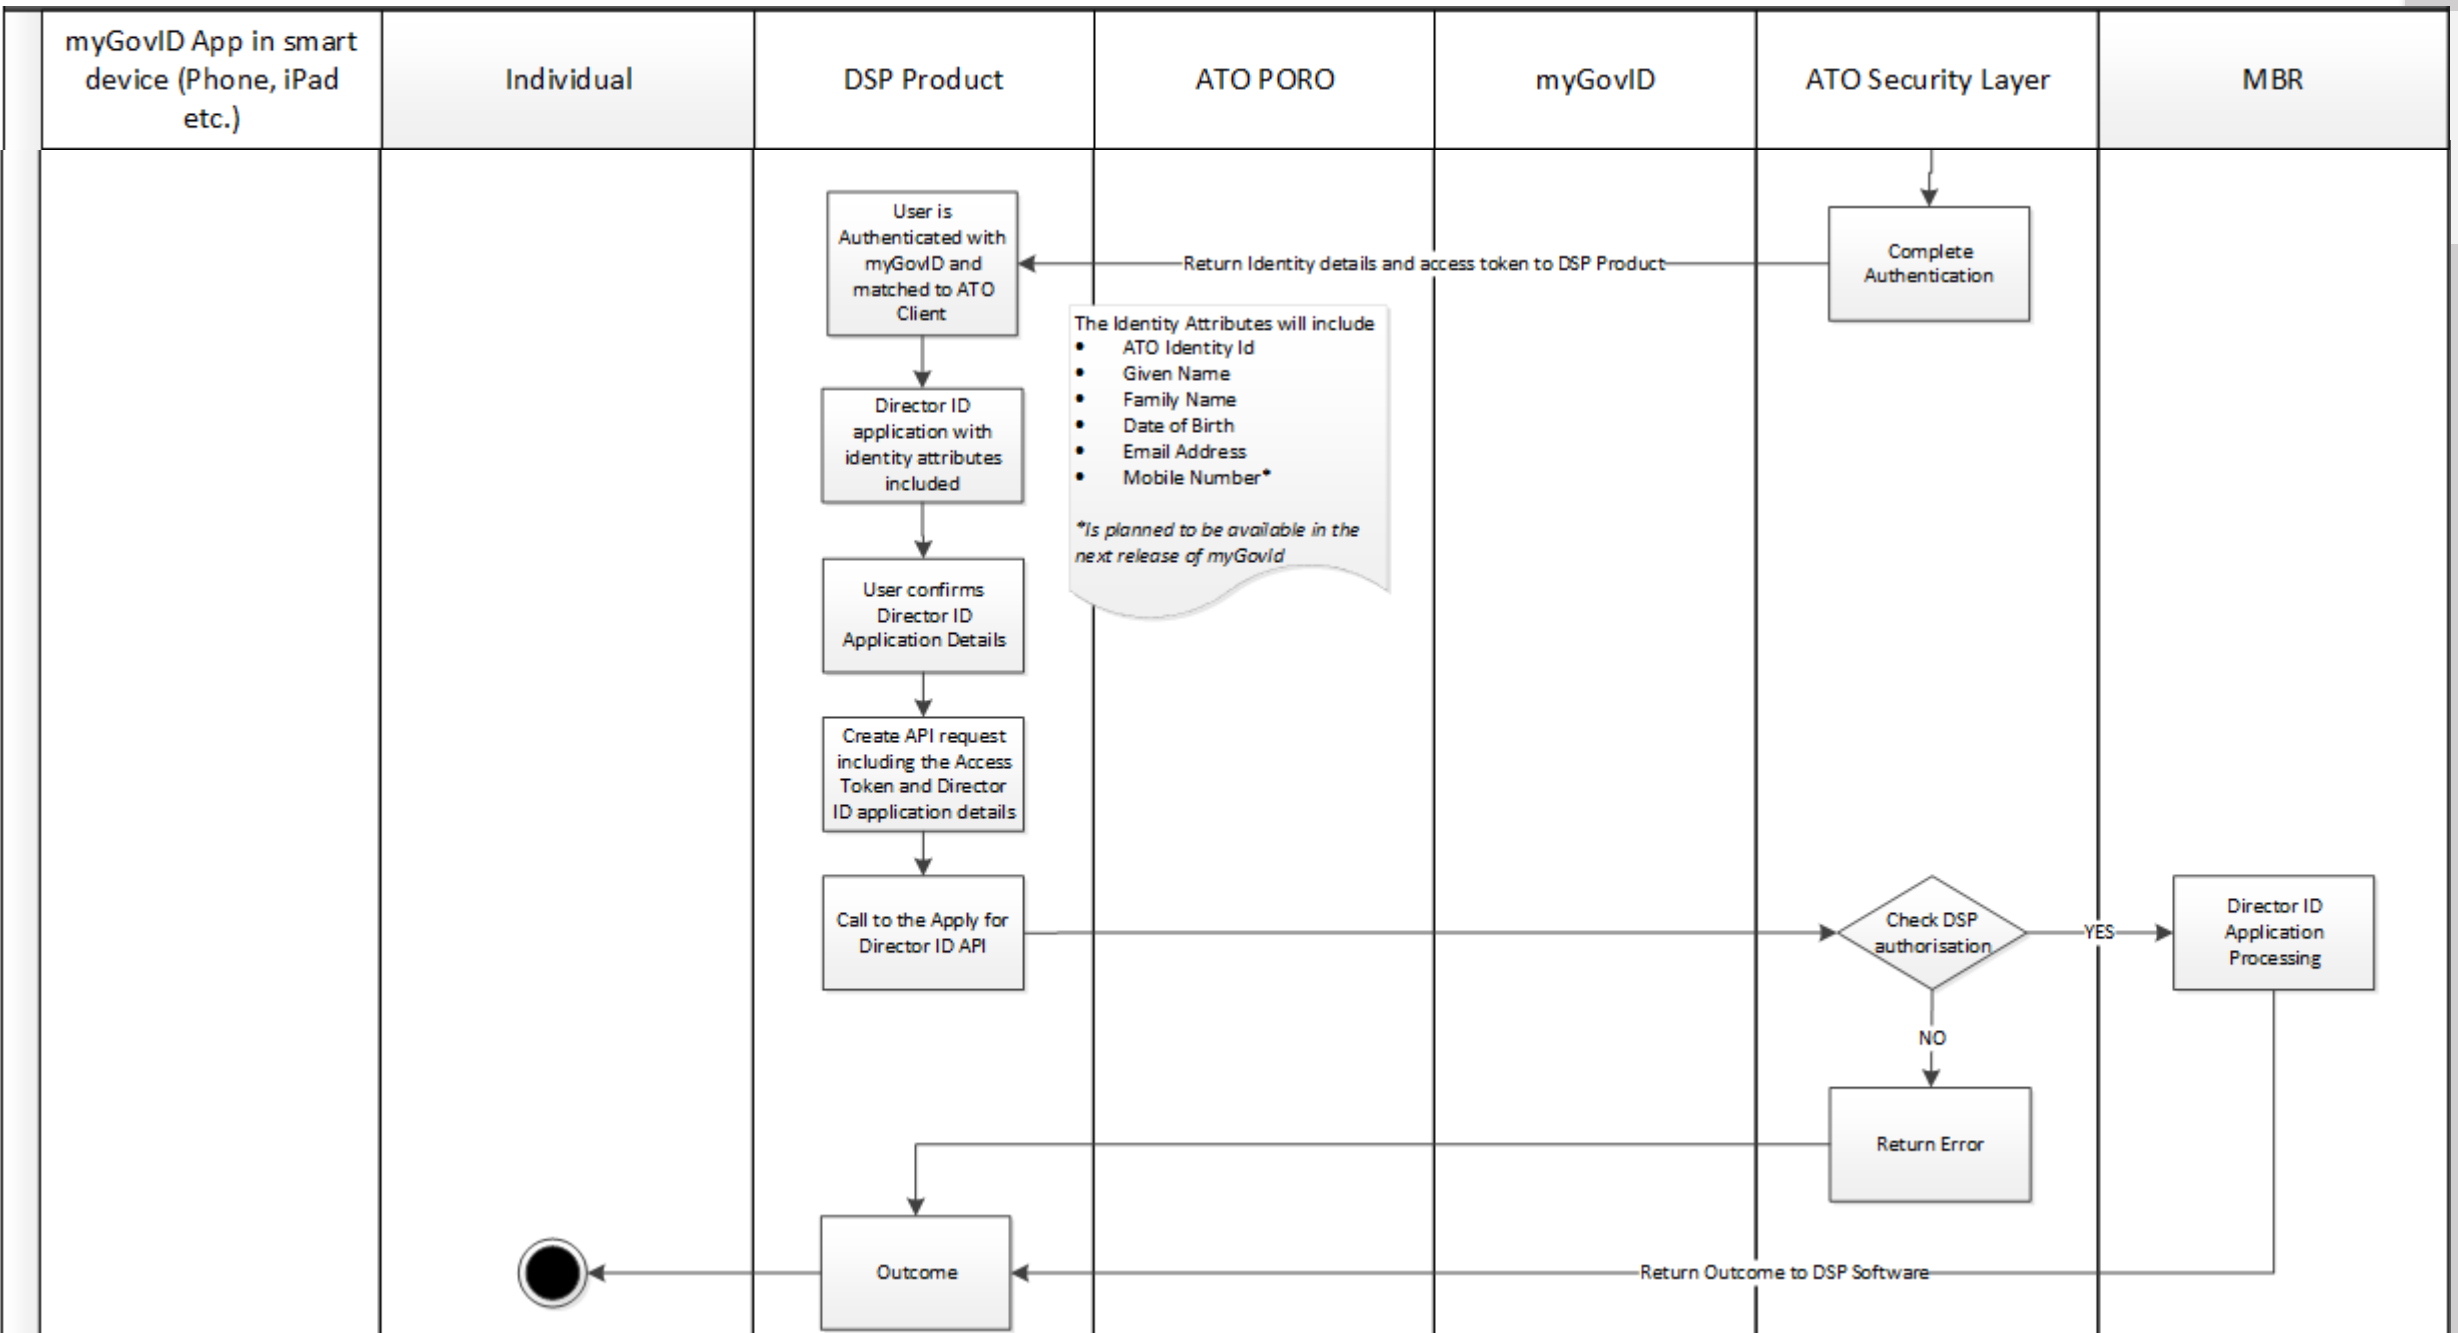 myGovID App in smart
device (Phone, iPad
etc.)
Individual
DSP Product
ATO PORO
myGovID
ATO Security Layer
MBR
User is
Authenticated with
myGovID and
matched to ATO
Client
Return Identity details and access token to DSP Product
Complete
Authentication
The Identity Attributes will include
• ATO Identity Id
• Given Name
• Family Name
• Date of Birth
• Email Address
• Mobile Number*
*Is planned to be available in the
next release of myGovId
Director ID
application with
identity attributes
included
User confirms
Director ID
Application Details
Create API request
including the Access
Token and Director
ID application details
Call to the Apply for
Director ID API
Check DSP
authorisation
YES
Director ID
Application
Processing
NO
Return Error
Outcome
Return Outcome to DSP Software